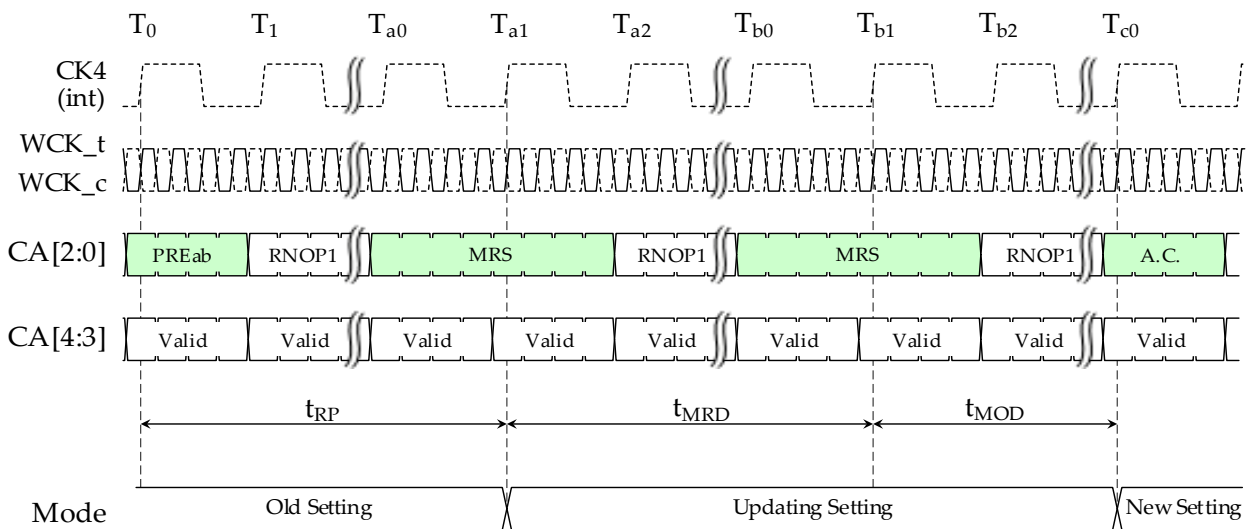 T0 T1 Ta0 Ta1 Ta2 Tb0 Tb1 Tb2 Tc0
CK4
(int)
WCK_t
WCK_c
CA[2:0] PREab RNOP1 MRS RNOP1 MRS RNOP1 A.C.
CA[4:3] Valid Valid Valid Valid Valid Valid Valid Valid Valid
tRP tMRD tMOD
Mode Old Setting Updating Setting New Setting